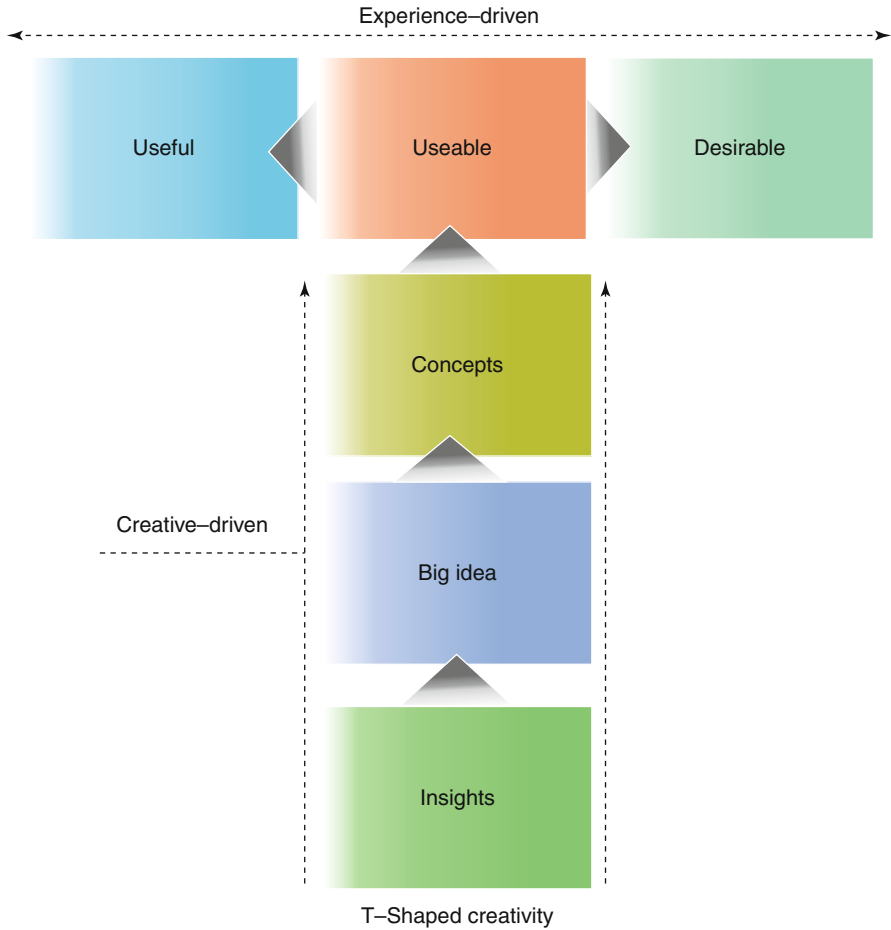 Experience–driven
Useful
Useable
Desirable
Concepts
Creative–driven
Big idea
Insights
T–Shaped creativity